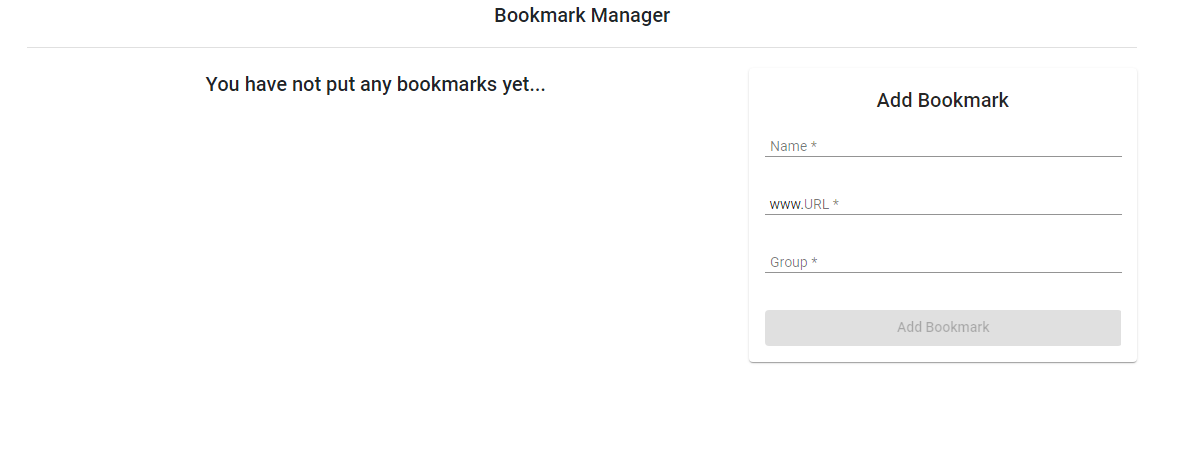 Bookmark Manager
You have not put any bookmarks yet...
Add Bookmark
Name *
www.URL *
Group *
Add Bookmark